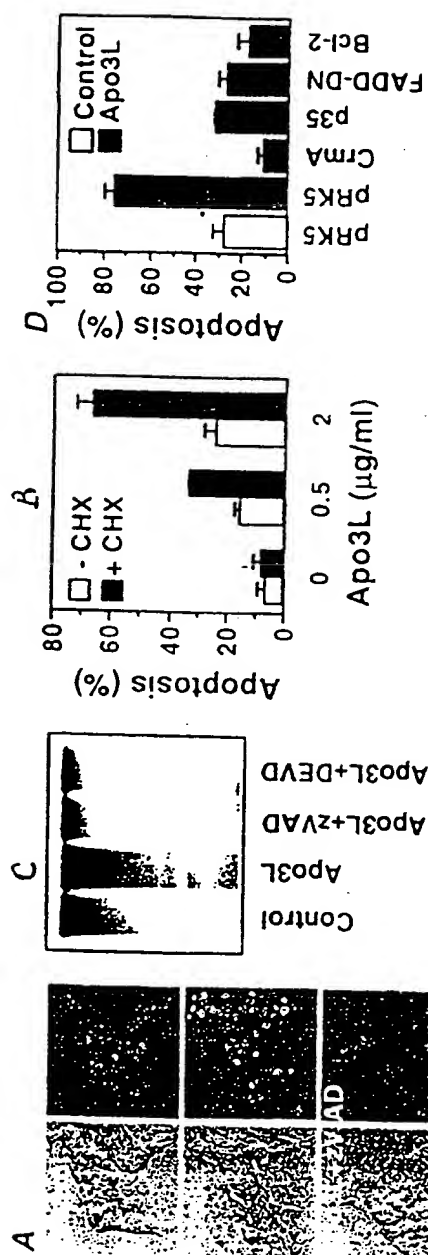 A
AD
C
Control
Apo3L
Apo3L+zVAD
Apo3L+DEVD
B
- CHX
+ CHX
Apoptosis (%)
80
60
40
20
0
0
0.5
2
Apo3L (μg/ml)
D
Control
Apo3L
Apoptosis (%)
100
80
60
40
20
0
pRK5
pRK5
CrmA
p35
FADD-DN
Bcl-2